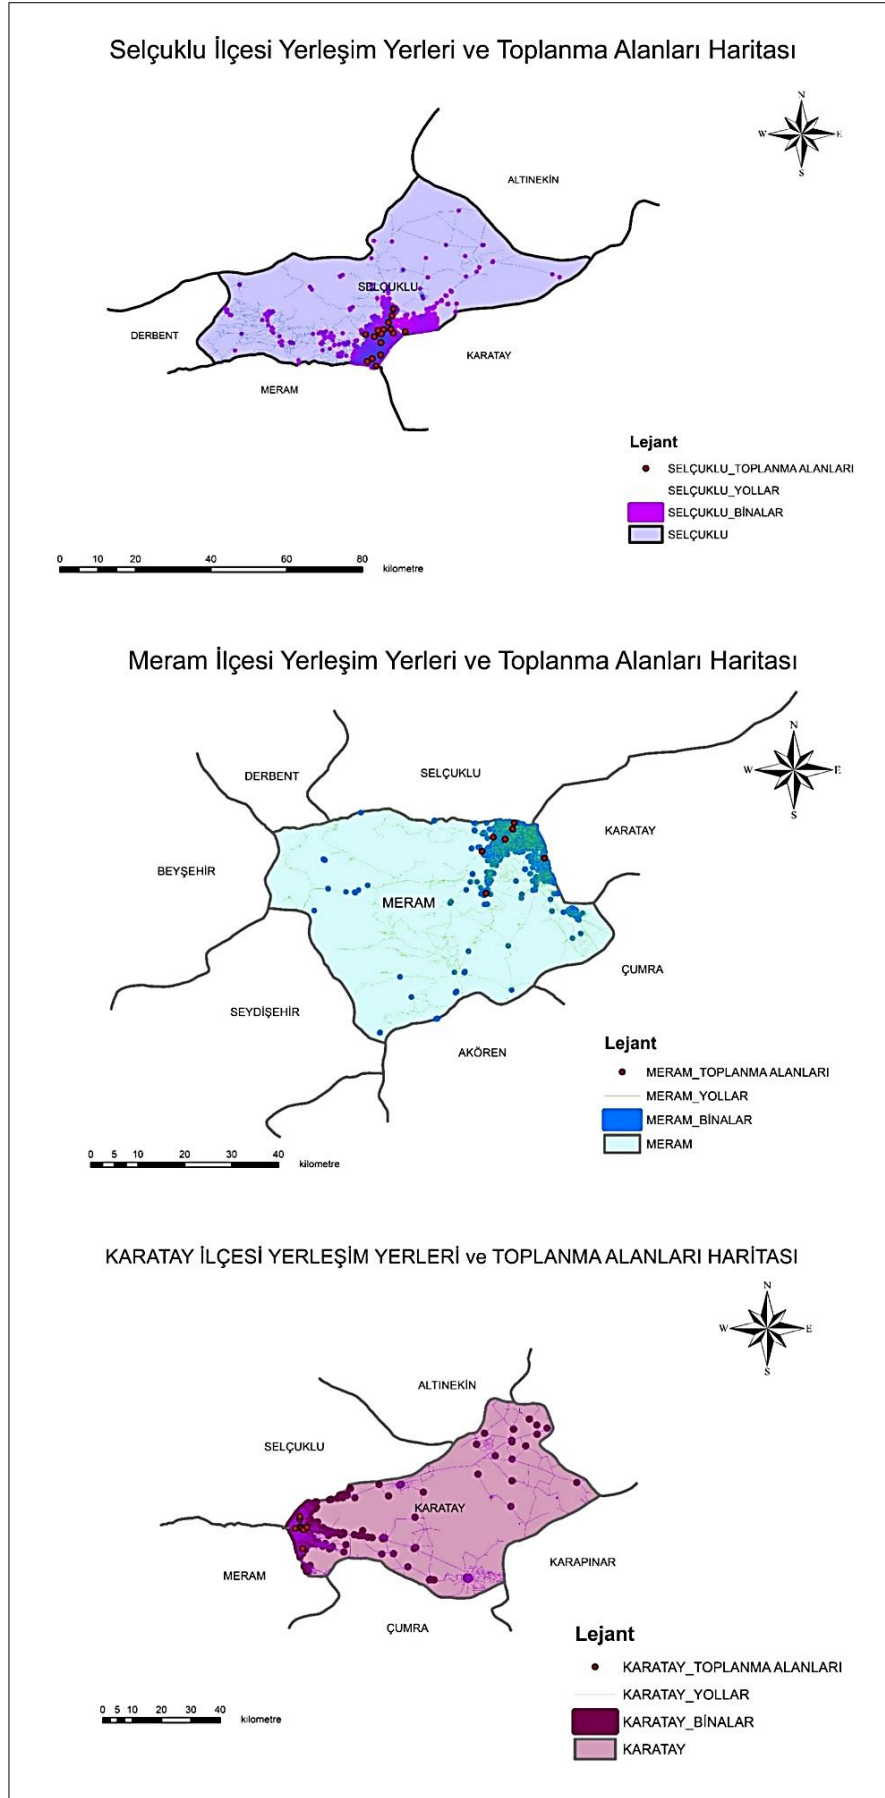 Selçuklu İlçesi Yerleşim Yerleri ve Toplanma Alanları Haritası
N
W E
S
ALTINEKİN
SELÇUKLU
DERBENT
KARATAY
MERAM
Lejant
SELÇUKLU_TOPLANMA ALANLARI
SELÇUKLU_YOLLAR
SELÇUKLU_BİNALAR
SELÇUKLU
0 10 20 40 60 80
kilometre
Meram İlçesi Yerleşim Yerleri ve Toplanma Alanları Haritası
N
W E
S
DERBENT
SELÇUKLU
KARATAY
BEYŞEHİR
MERAM
ÇUMRA
SEYDİŞEHİR
AKÖREN
Lejant
MERAM_TOPLANMA ALANLARI
MERAM_YOLLAR
MERAM_BİNALAR
MERAM
0 5 10 20 30 40
kilometre
KARATAY İLÇESİ YERLEŞİM YERLERİ ve TOPLANMA ALANLARI HARİTASI
N
W E
S
ALTINEKİN
SELÇUKLU
KARATAY
KARAPINAR
MERAM
ÇUMRA
Lejant
KARATAY_TOPLANMA ALANLARI
KARATAY_YOLLAR
KARATAY_BİNALAR
KARATAY
0 5 10 20 30 40
kilometre